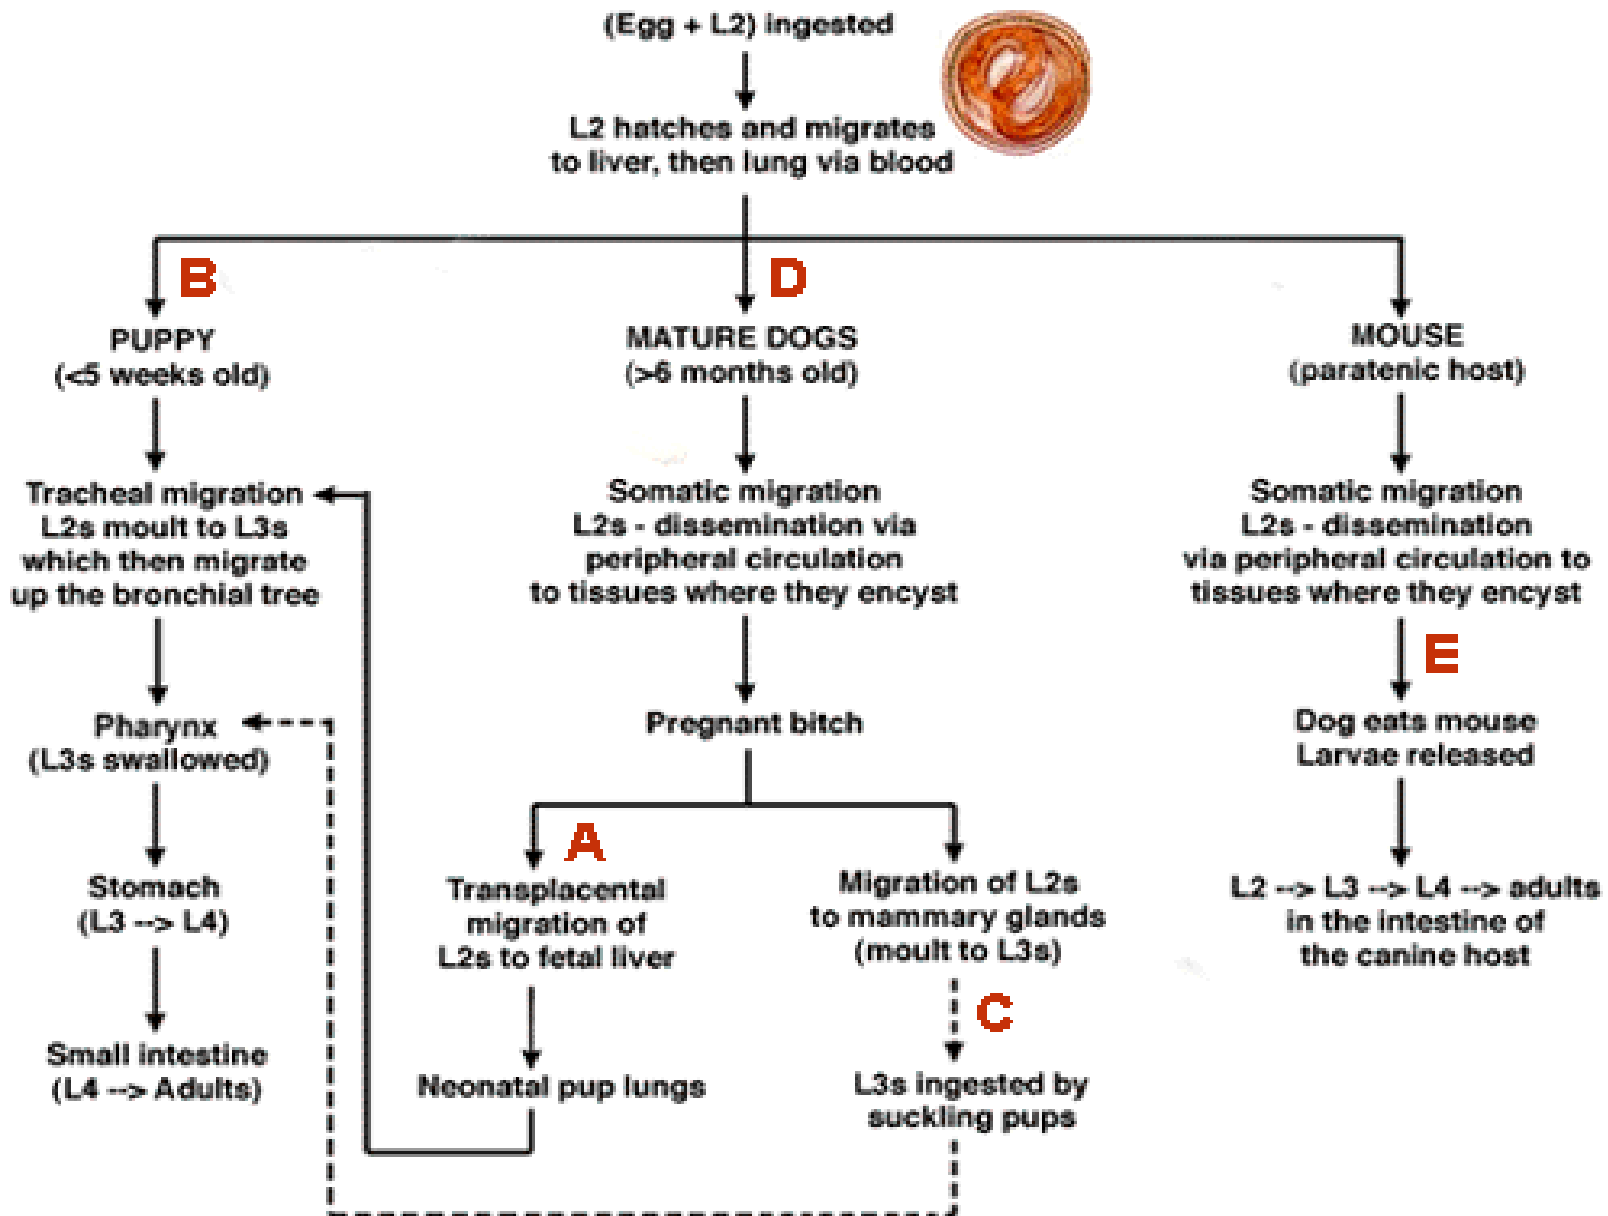 (Egg + L2) ingested
L2 hatches and migrates
to liver, then lung via blood
B
PUPPY
(<5 weeks old)
Tracheal migration
L2s moult to L3s
which then migrate
up the bronchial tree
Pharynx
(L3s swallowed)
Stomach
(L3 --> L4)
Small intestine
(L4 --> Adults)
D
MATURE DOGS
(>6 months old)
Somatic migration
L2s - dissemination via
peripheral circulation
to tissues where they encyst
Pregnant bitch
A
Transplacental
migration of
L2s to fetal liver
Neonatal pup lungs
Migration of L2s
to mammary glands
(moult to L3s)
C
L3s ingested by
suckling pups
MOUSE
(paratenic host)
Somatic migration
L2s - dissemination
via peripheral circulation to
tissues where they encyst
E
Dog eats mouse
Larvae released
L2 --> L3 --> L4 --> adults
in the intestine of
the canine host